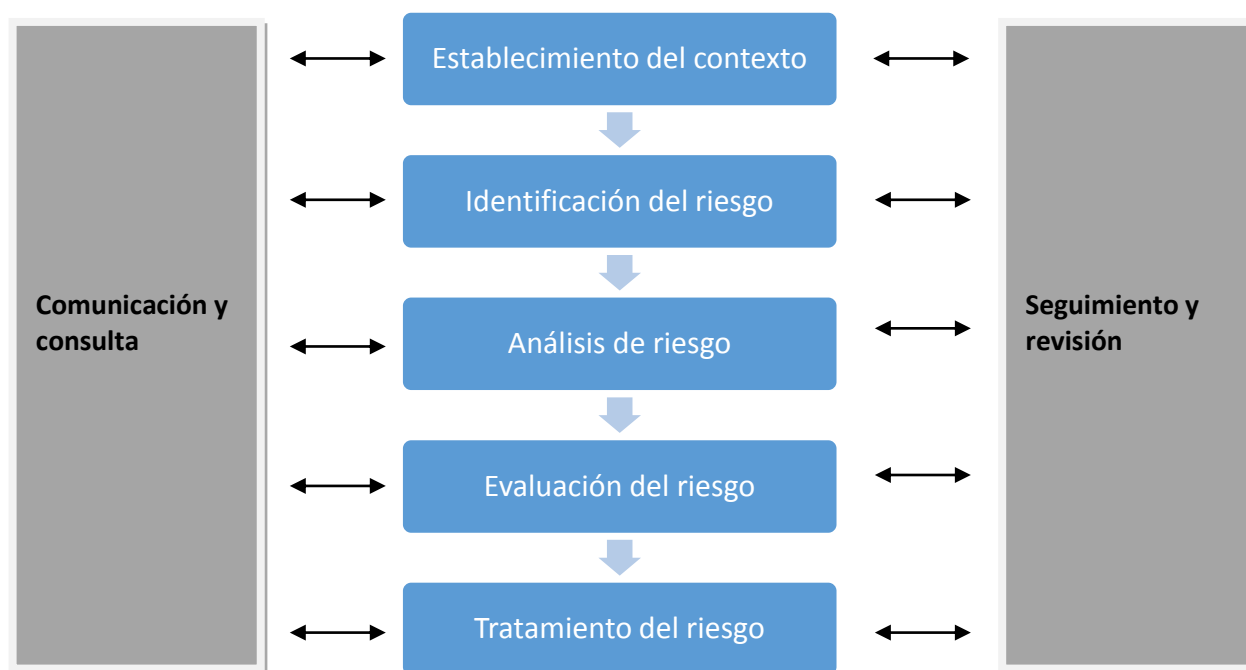 Establecimiento del contexto
Identificación del riesgo
Comunicación y
consulta
Seguimiento y
revisión
Análisis de riesgo
Evaluación del riesgo
Tratamiento del riesgo